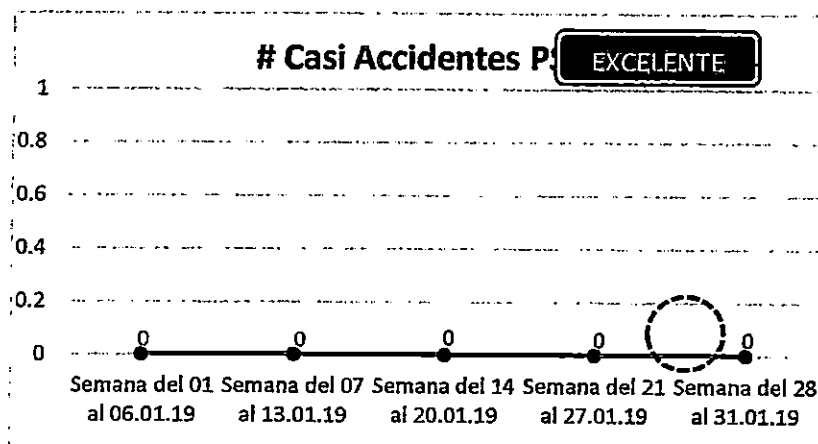 # Casi Accidentes
EXCELENTE
1
0.8
0.6
0.4
0.2
0
0 0 0 0 0
Semana del 01 Semana del 07 Semana del 14 Semana del 21 Semana del 28
al 06.01.19 al 13.01.19 al 20.01.19 al 27.01.19 al 31.01.19